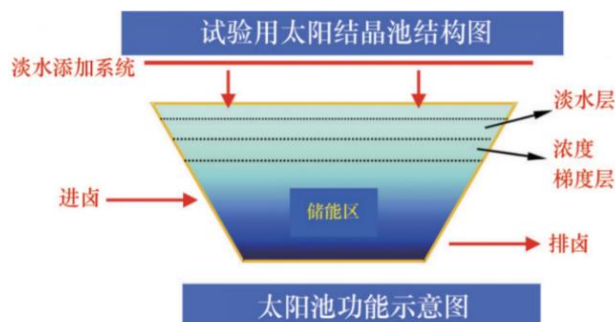 试验用太阳结晶池结构图
淡水添加系统
淡水层
浓度
梯度层
进卤
储能区
排卤
太阳池功能示意图